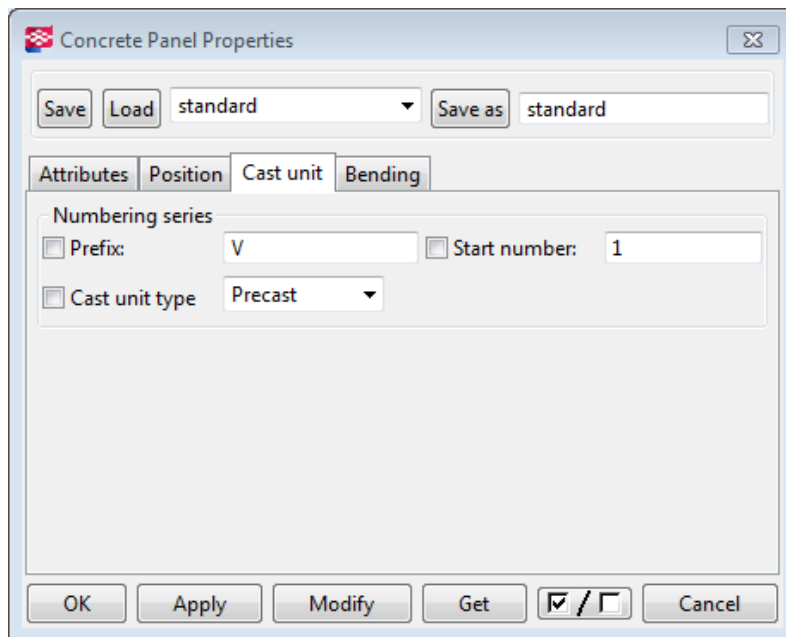 Concrete Panel Properties
Save Load standard Save as standard
Attributes Position Cast unit Bending
Numbering series
Prefix: V Start number: 1
Cast unit type Precast
OK Apply Modify Get / Cancel